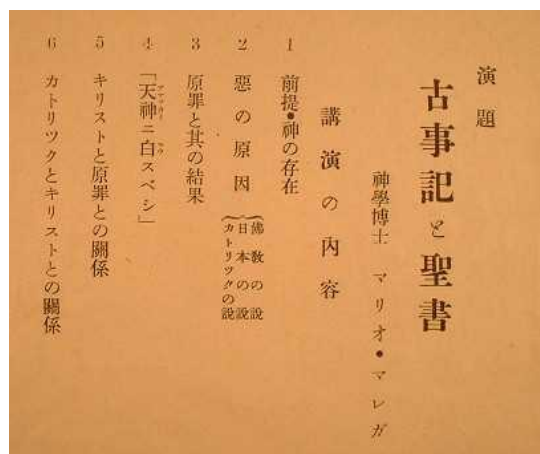 演題
古事記と聖書
神學博士 マリオ・マレガ
講演の内容
1 前提・神の存在
2 惡の原因
佛敎の說
日本の說
カトリツクの說
3 原罪と其の結果
4 「天神ニ白スベシ」
5 キリストと原罪との關係
6 カトリツクとキリストとの關係